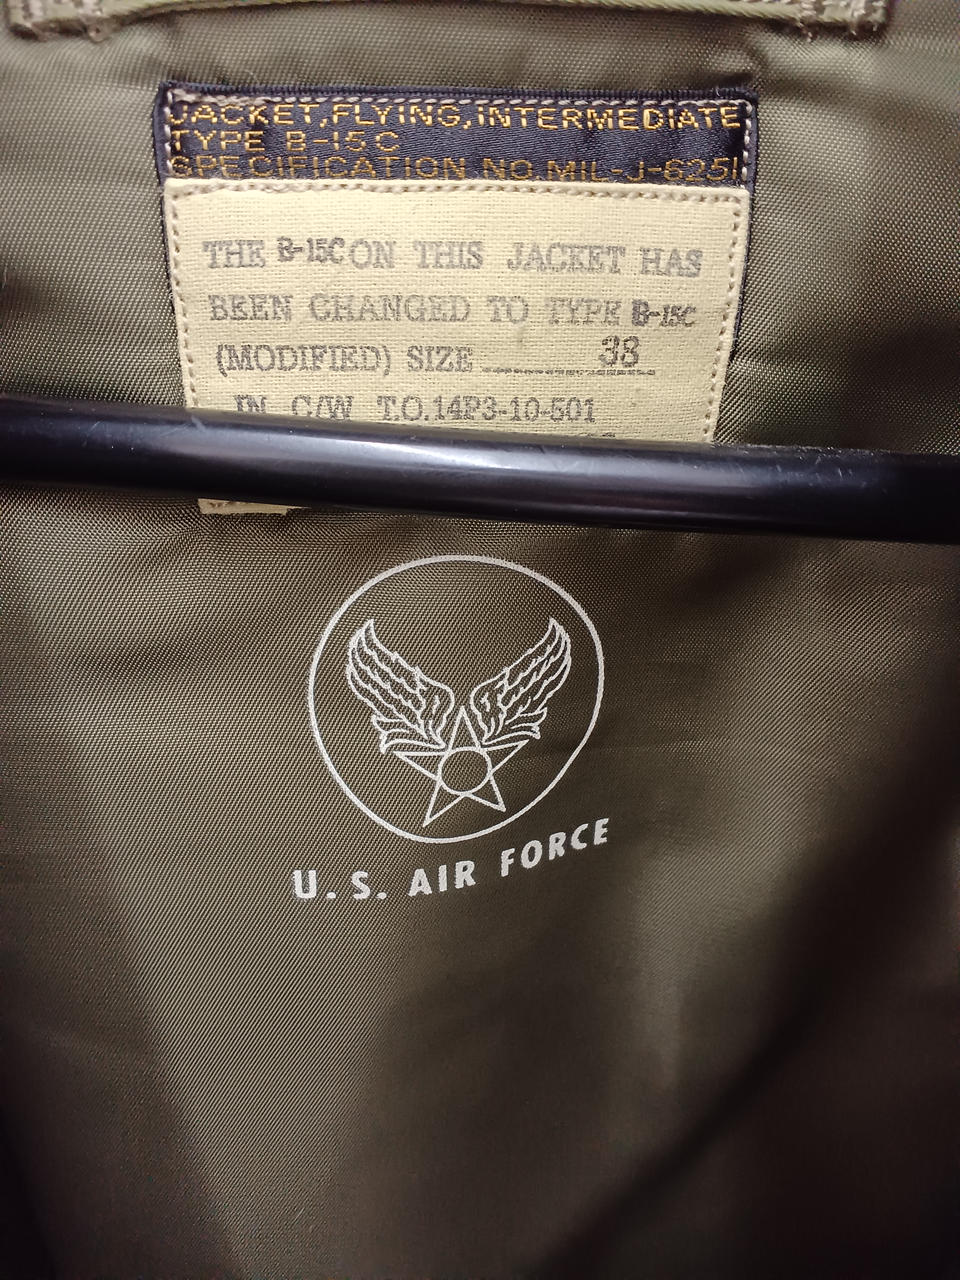 JACKET,FLYING,INTERMEDIATE
TYPE B-15C
SPECIFICATION NO.MIL-J-6251
THE B-15C ON THIS JACKET HAS
BEEN CHANGED TO TYPE B-15C
(MODIFIED) SIZE 38
IN C/W T.O.14P3-10-501
U.S. AIR FORCE